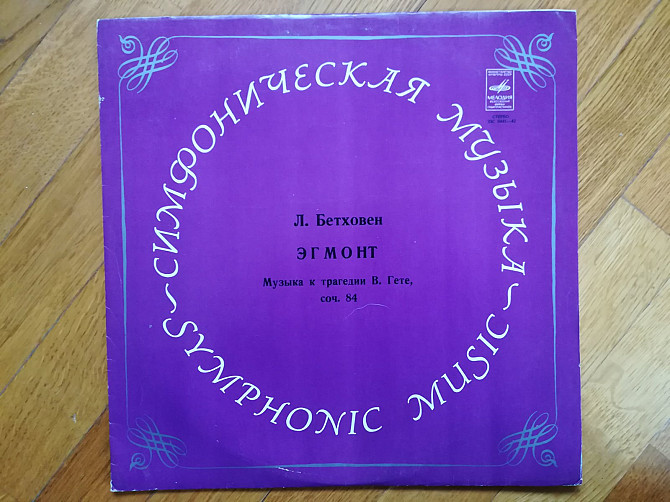 ~СИМФОНИЧЕСКАЯ МУЗЫКА~
SYMPHONIC MUSIC
МЕЛОДИЯ
Л. Бетховен
ЭГМОНТ
Музыка к трагедии В. Гете,
соч. 84